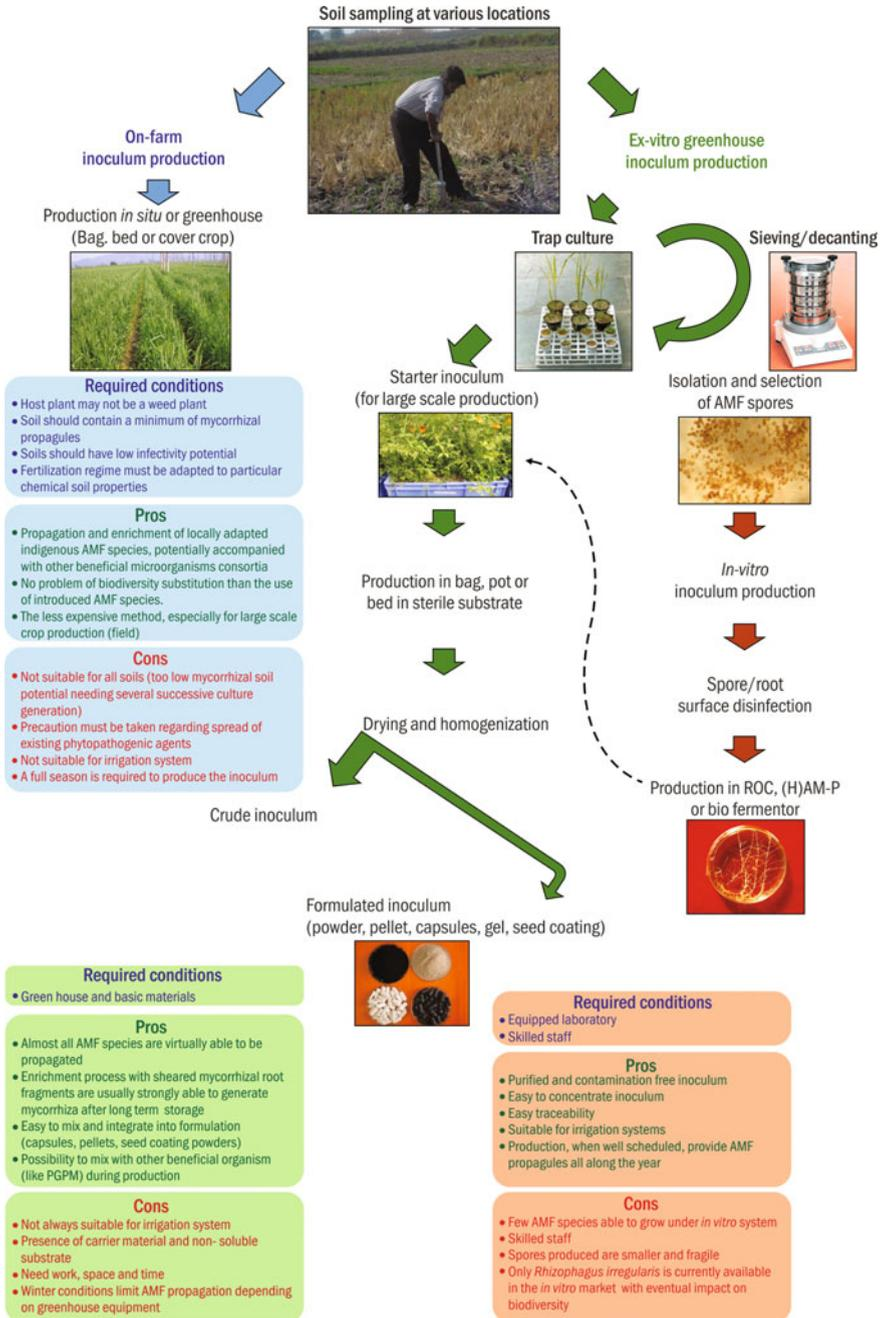 Soil sampling at various locations
On-farm
inoculum production
Ex-vitro greenhouse
inoculum production
Production in situ or greenhouse
(Bag. bed or cover crop)
Trap culture
Sieving/decanting
Required conditions
• Host plant may not be a weed plant
• Soil should contain a minimum of mycorrhizal
propagules
• Soils should have low infectivity potential
• Fertilization regime must be adapted to particular
chemical soil properties
Pros
• Propagation and enrichment of locally adapted
indigenous AMF species, potentially accompanied
with other beneficial microorganisms consortia
• No problem of biodiversity substitution than the use
of introduced AMF species.
• The less expensive method, especially for large scale
crop production (field)
Cons
• Not suitable for all soils (too low mycorrhizal soil
potential needing several successive culture
generation)
• Precaution must be taken regarding spread of
existing phytopathogenic agents
• Not suitable for irrigation system
• A full season is required to produce the inoculum
Starter inoculum
(for large scale production)
Production in bag, pot or
bed in sterile substrate
Drying and homogenization
Crude inoculum
Formulated inoculum
(powder, pellet, capsules, gel, seed coating)
Isolation and selection
of AMF spores
In-vitro
inoculum production
Spore/root
surface disinfection
Production in ROC, (H)AM-P
or bio fermentor
Required conditions
• Green house and basic materials
Pros
• Almost all AMF species are virtually able to be
propagated
• Enrichment process with sheared mycorrhizal root
fragments are usually strongly able to generate
mycorrhiza after long term storage
• Easy to mix and integrate into formulation
(capsules, pellets, seed coating powders)
• Possibility to mix with other beneficial organism
(like PGPM) during production
Cons
• Not always suitable for irrigation system
• Presence of carrier material and non- soluble
substrate
• Need work, space and time
• Winter conditions limit AMF propagation depending
on greenhouse equipment
Required conditions
• Equipped laboratory
• Skilled staff
Pros
• Purified and contamination free inoculum
• Easy to concentrate inoculum
• Easy traceability
• Suitable for irrigation systems
• Production, when well scheduled, provide AMF
propagules all along the year
Cons
• Few AMF species able to grow under in vitro system
• Skilled staff
• Spores produced are smaller and fragile
• Only Rhizophagus irregularis is currently available
in the in vitro market with eventual impact on
biodiversity